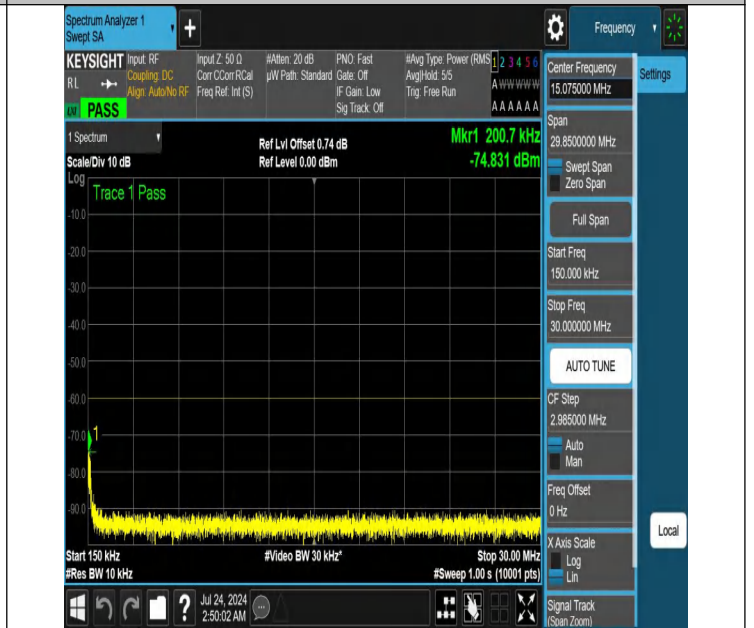 Spectrum Analyzer 1
Swept SA
+
Frequency
KEYSIGHT
RL
LXI PASS
Input: RF
Coupling: DC
Align: Auto/No RF
Input Z: 50 Ω
Corr CCorr RCal
Freq Ref: Int (S)
#Atten: 20 dB
µW Path: Standard
PNO: Fast
Gate: Off
IF Gain: Low
Sig Track: Off
#Avg Type: Power (RMS
Avg|Hold: 5/5
Trig: Free Run
1 2 3 4 5 6
A W W W W W
A A A A A A
1 Spectrum
Scale/Div 10 dB
Ref Lvl Offset 0.74 dB
Ref Level 0.00 dBm
Mkr1 200.7 kHz
-74.831 dBm
Log
Trace 1 Pass
-10.0
-20.0
-30.0
-40.0
-50.0
-60.0
-70.0
1
-80.0
-90.0
Start 150 kHz
#Res BW 10 kHz
#Video BW 30 kHz*
Stop 30.00 MHz
#Sweep 1.00 s (10001 pts)
?
Jul 24, 2024
2:50:02 AM
Center Frequency
15.075000 MHz
Span
29.8500000 MHz
Swept Span
Zero Span
Full Span
Start Freq
150.000 kHz
Stop Freq
30.000000 MHz
AUTO TUNE
CF Step
2.985000 MHz
Auto
Man
Freq Offset
0 Hz
X Axis Scale
Log
Lin
Signal Track
(Span Zoom)
Settings
Local